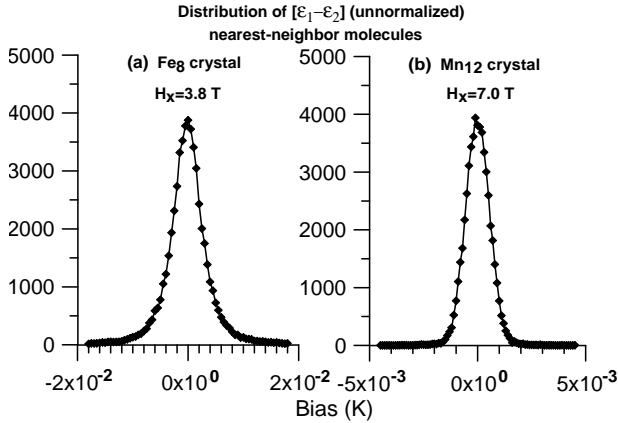 Distribution of [ε₁–ε₂] (unnormalized)
nearest-neighbor molecules
(a) Fe₈ crystal
Hₓ=3.8 T
5000
4000
3000
2000
1000
0
-2x10⁻²
0x10⁰
2x10⁻²
(b) Mn₁₂ crystal
Hₓ=7.0 T
5000
4000
3000
2000
1000
0
-5x10⁻³
0x10⁰
5x10⁻³
Bias (K)